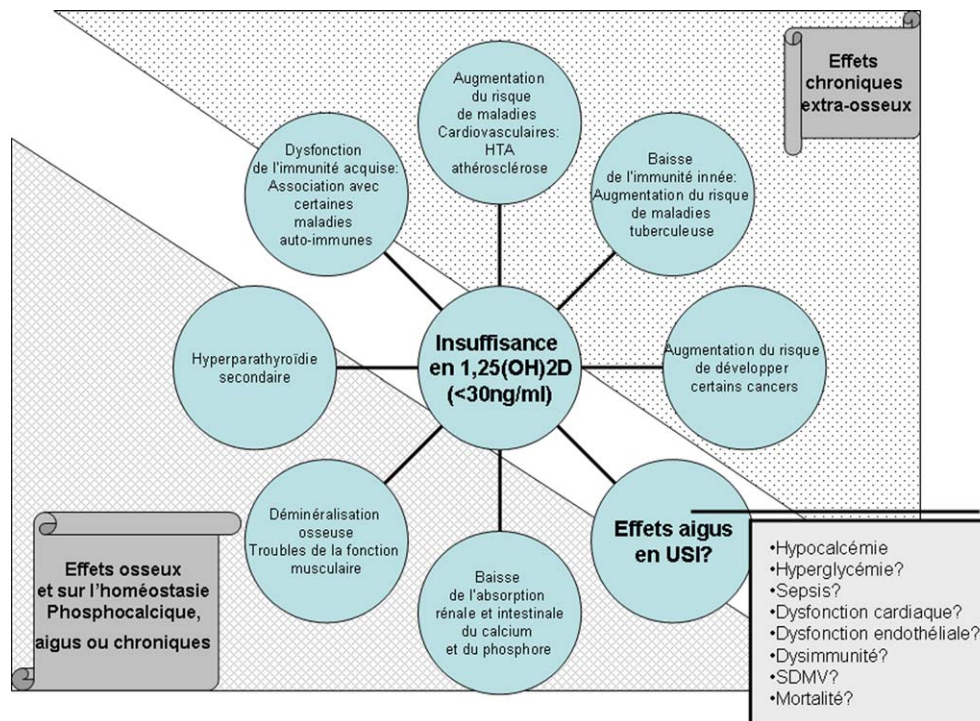 Effets
chroniques
extra-osseux
Augmentation
du risque
de maladies
Cardiovasculaires:
HTA
athérosclérose
Dysfonction
de l'immunité acquise:
Association avec
certaines
maladies
auto-immunes
Baisse
de l'immunité innée:
Augmentation du risque
de maladies
tuberculeuse
Hyperparathyroïdie
secondaire
Insuffisance
en 1,25(OH)2D
(<30ng/ml)
Augmentation du risque
de développer
certains cancers
Déminéralisation
osseuse
Troubles de la fonction
musculaire
Baisse
de l'absorption
rénale et intestinale
du calcium
et du phosphore
Effets aigus
en USI?
Effets osseux
et sur l'homéostasie
Phosphocalcique,
aigus ou chroniques
•Hypocalcémie
•Hyperglycémie?
•Sepsis?
•Dysfonction cardiaque?
•Dysfonction endothéliale?
•Dysimmunité?
•SDMV?
•Mortalité?